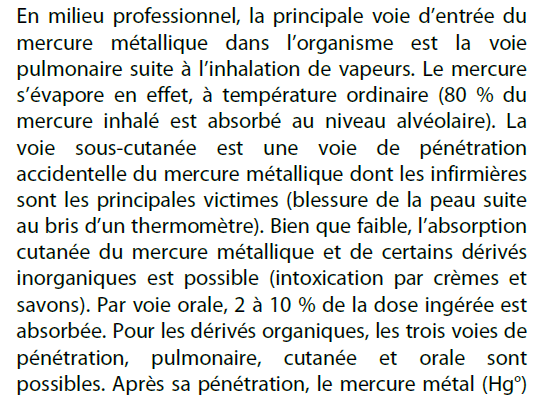 En milieu professionnel, la principale voie d’entrée du
mercure métallique dans l’organisme est la voie
pulmonaire suite à l’inhalation de vapeurs. Le mercure
s’évapore en effet, à température ordinaire (80 % du
mercure inhalé est absorbé au niveau alvéolaire). La
voie sous-cutanée est une voie de pénétration
accidentelle du mercure métallique dont les infirmières
sont les principales victimes (blessure de la peau suite
au bris d’un thermomètre). Bien que faible, l’absorption
cutanée du mercure métallique et de certains dérivés
inorganiques est possible (intoxication par crèmes et
savons). Par voie orale, 2 à 10 % de la dose ingérée est
absorbée. Pour les dérivés organiques, les trois voies de
pénétration, pulmonaire, cutanée et orale sont
possibles. Après sa pénétration, le mercure métal (Hg°)